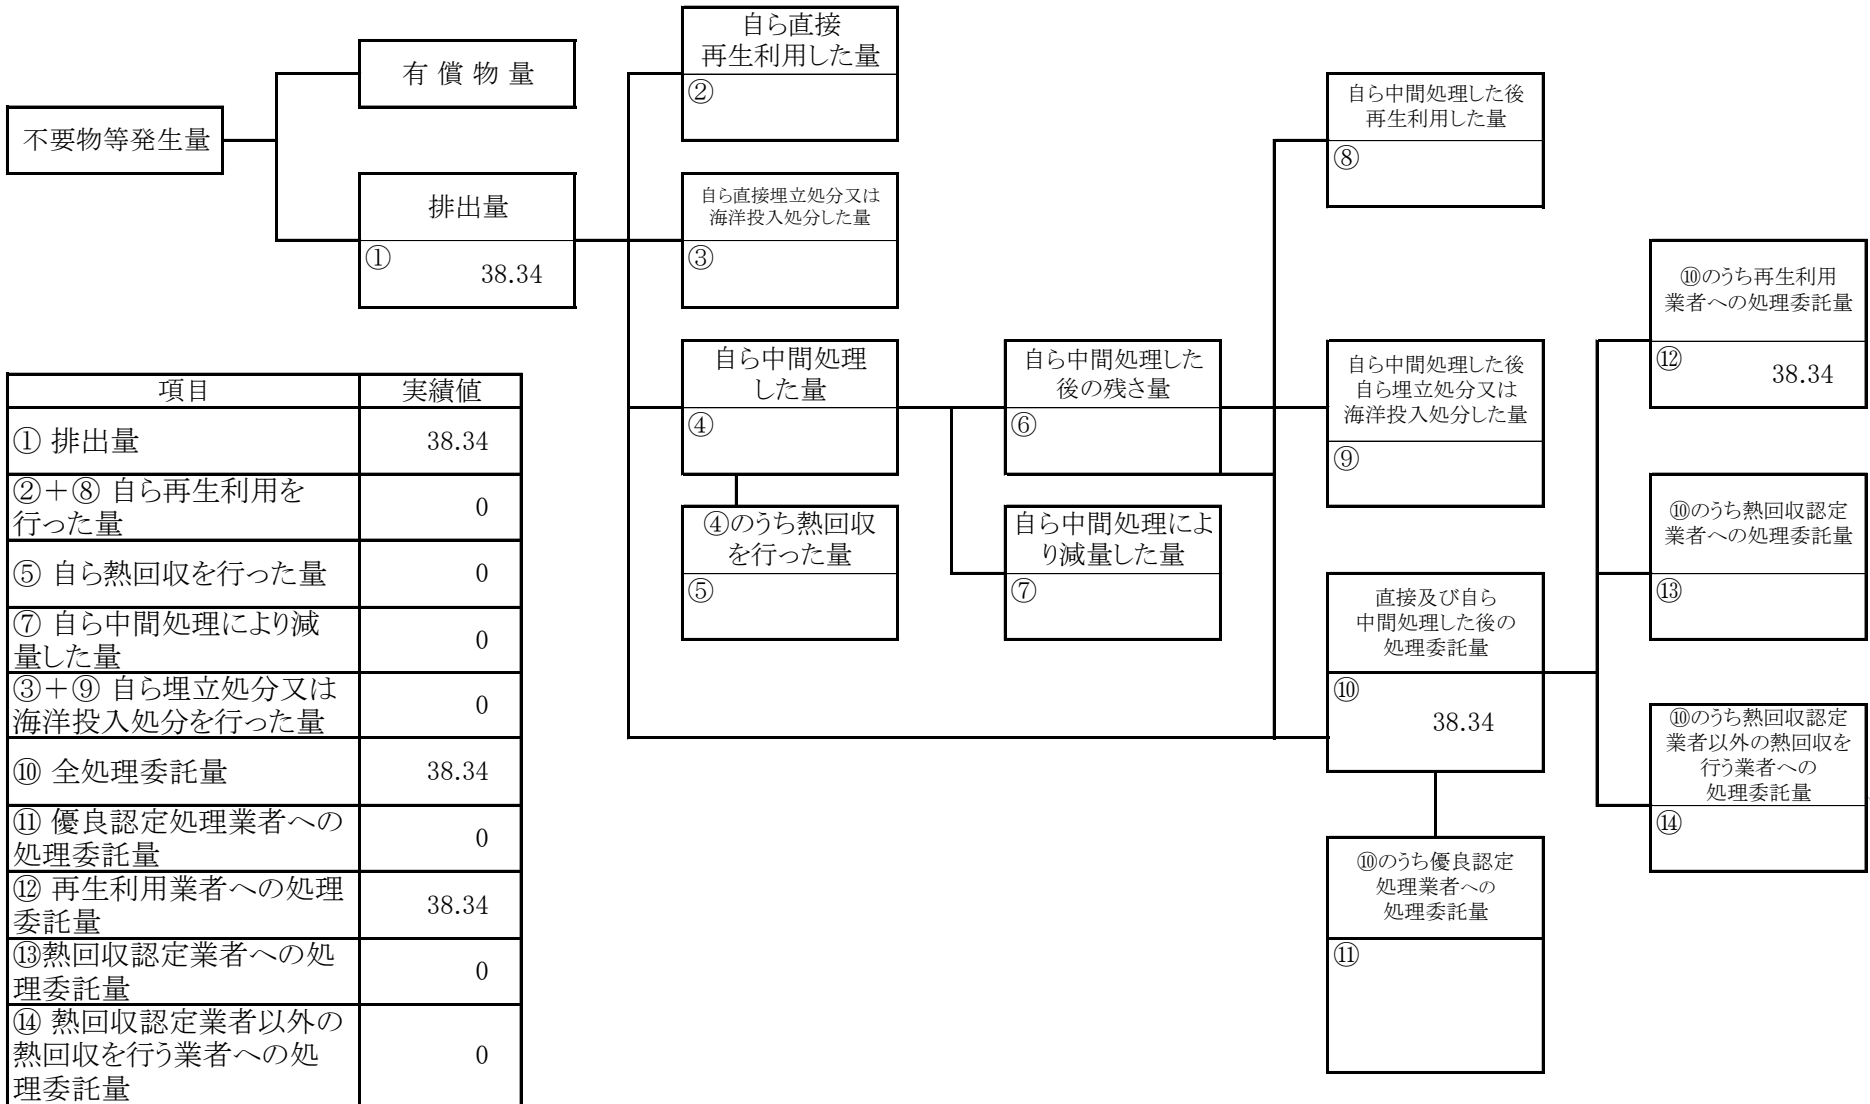 不要物等発生量
有 償 物 量
排出量
①
38.34
自ら直接
再生利用した量
②
自ら直接埋立処分又は
海洋投入処分した量
③
自ら中間処理
した量
④
④のうち熱回収
を行った量
⑤
自ら中間処理した
後の残さ量
⑥
自ら中間処理によ
り減量した量
⑦
自ら中間処理した後
再生利用した量
⑧
自ら中間処理した後
自ら埋立処分又は
海洋投入処分した量
⑨
直接及び自ら
中間処理した後の
処理委託量
⑩
38.34
⑩のうち優良認定
処理業者への
処理委託量
⑪
⑩のうち再生利用
業者への処理委託量
⑫
38.34
⑩のうち熱回収認定
業者への処理委託量
⑬
⑩のうち熱回収認定
業者以外の熱回収を
行う業者への
処理委託量
⑭
項目 実績値
① 排出量 38.34
②＋⑧ 自ら再生利用を
行った量 0
⑤ 自ら熱回収を行った量 0
⑦ 自ら中間処理により減
量した量 0
③＋⑨ 自ら埋立処分又は
海洋投入処分を行った量 0
⑩ 全処理委託量 38.34
⑪ 優良認定処理業者への
処理委託量 0
⑫ 再生利用業者への処理
委託量 38.34
⑬熱回収認定業者への処
理委託量 0
⑭ 熱回収認定業者以外の
熱回収を行う業者への処
理委託量 0